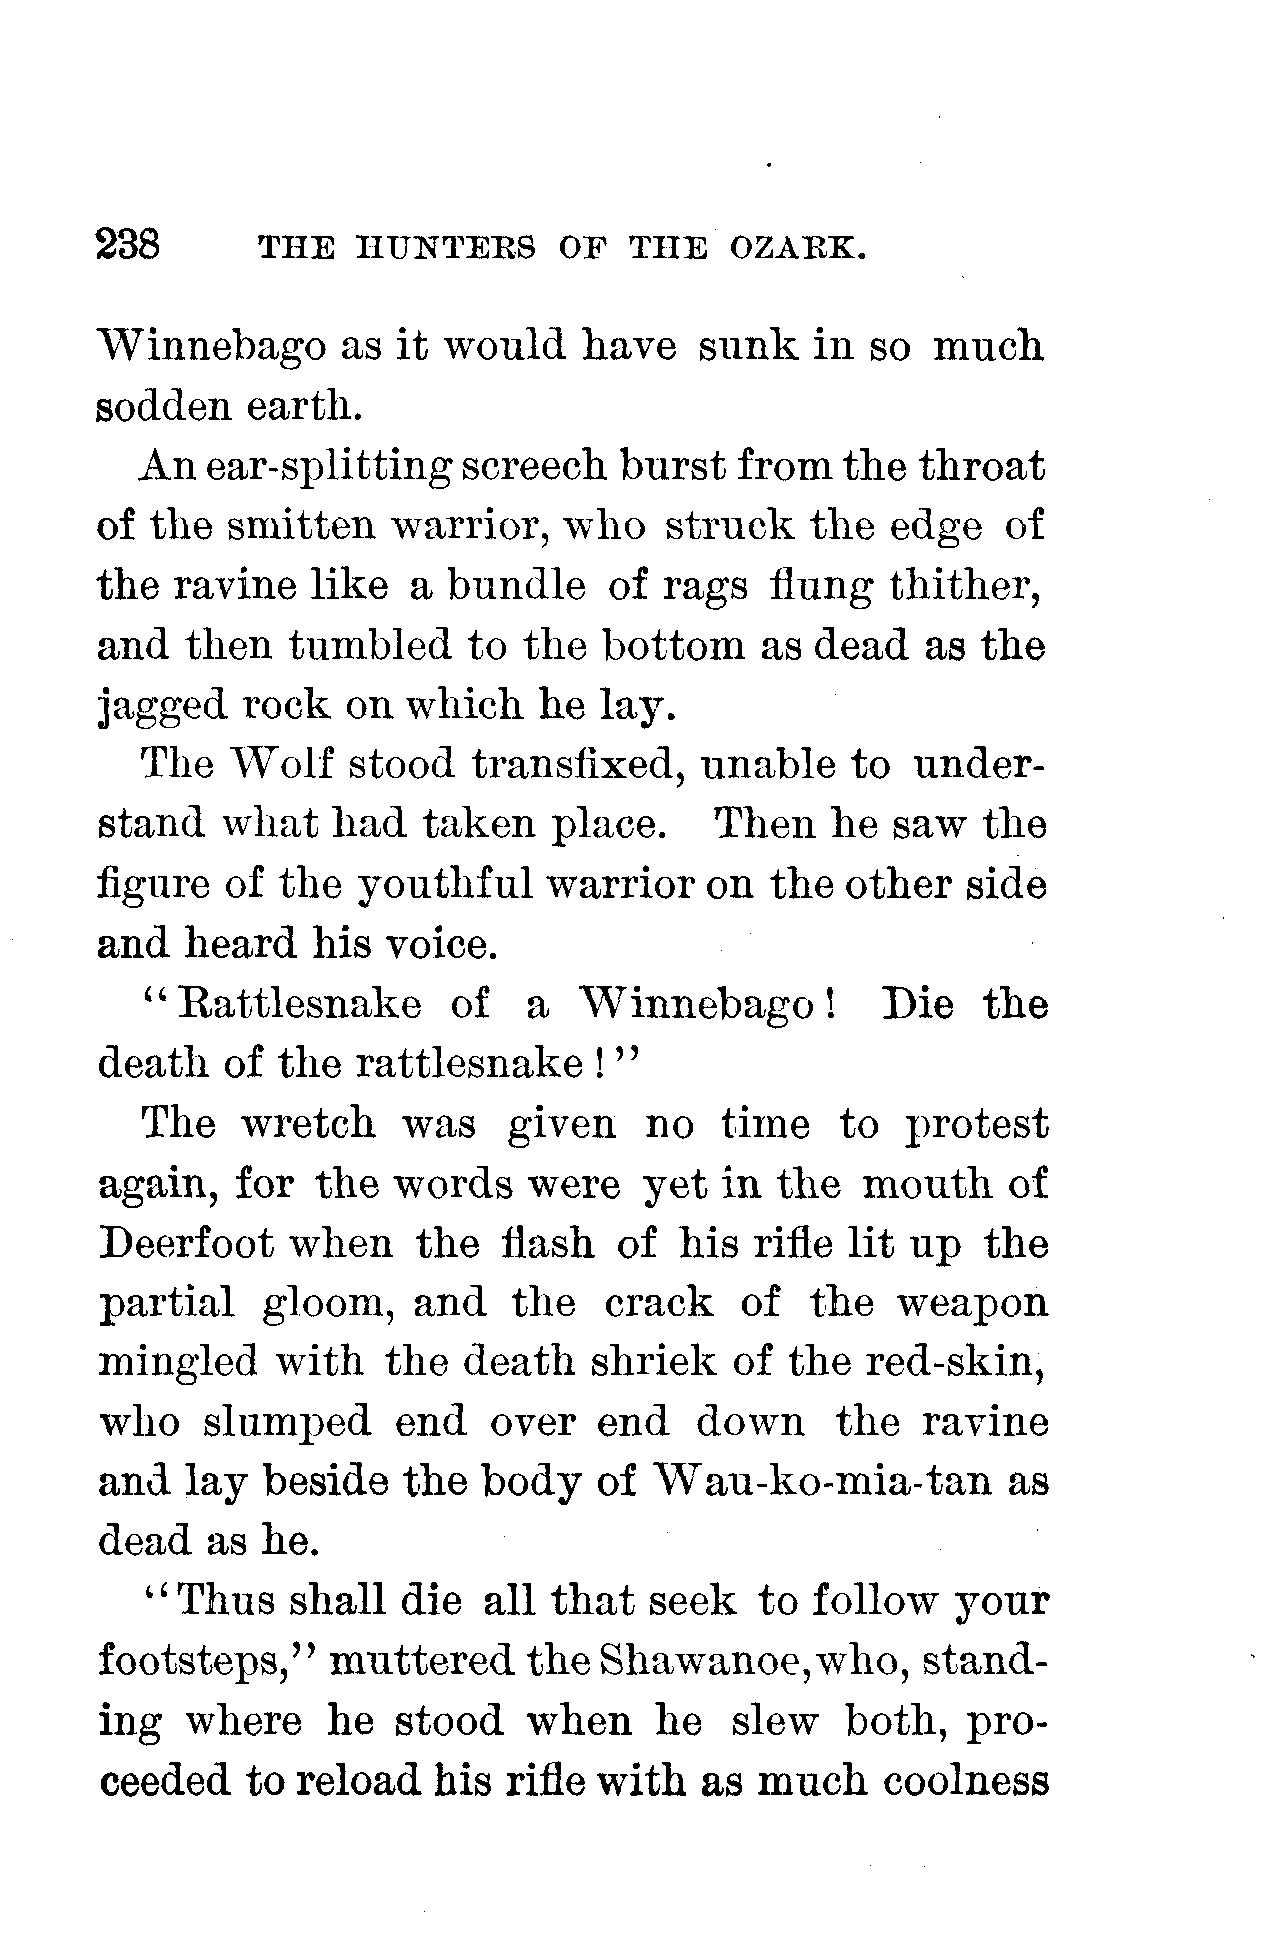 238 THE HUNTERS OF THE OZARK.
Winnebago as it would have sunk in so much
sodden earth.
An ear-splitting screech burst from the throat
of the smitten warrior, who struck the edge of
the ravine like a bundle of rags flung thither,
and then tumbled to the bottom as dead as the
jagged rock on which he lay.
The Wolf stood transfixed, unable to under-
stand what had taken place. Then he saw the
figure of the youthful warrior on the other side
and heard his voice.
"Rattlesnake of a Winnebago! Die the
death of the rattlesnake!"
The wretch was given no time to protest
again, for the words were yet in the mouth of
Deerfoot when the flash of his rifle lit up the
partial gloom, and the crack of the weapon
mingled with the death shriek of the red-skin,
who slumped end over end down the ravine
and lay beside the body of Wau-ko-mia-tan as
dead as he.
"Thus shall die all that seek to follow your
footsteps," muttered the Shawanoe,who, stand-
ing where he stood when he slew both, pro-
ceeded to reload his rifle with as much coolness